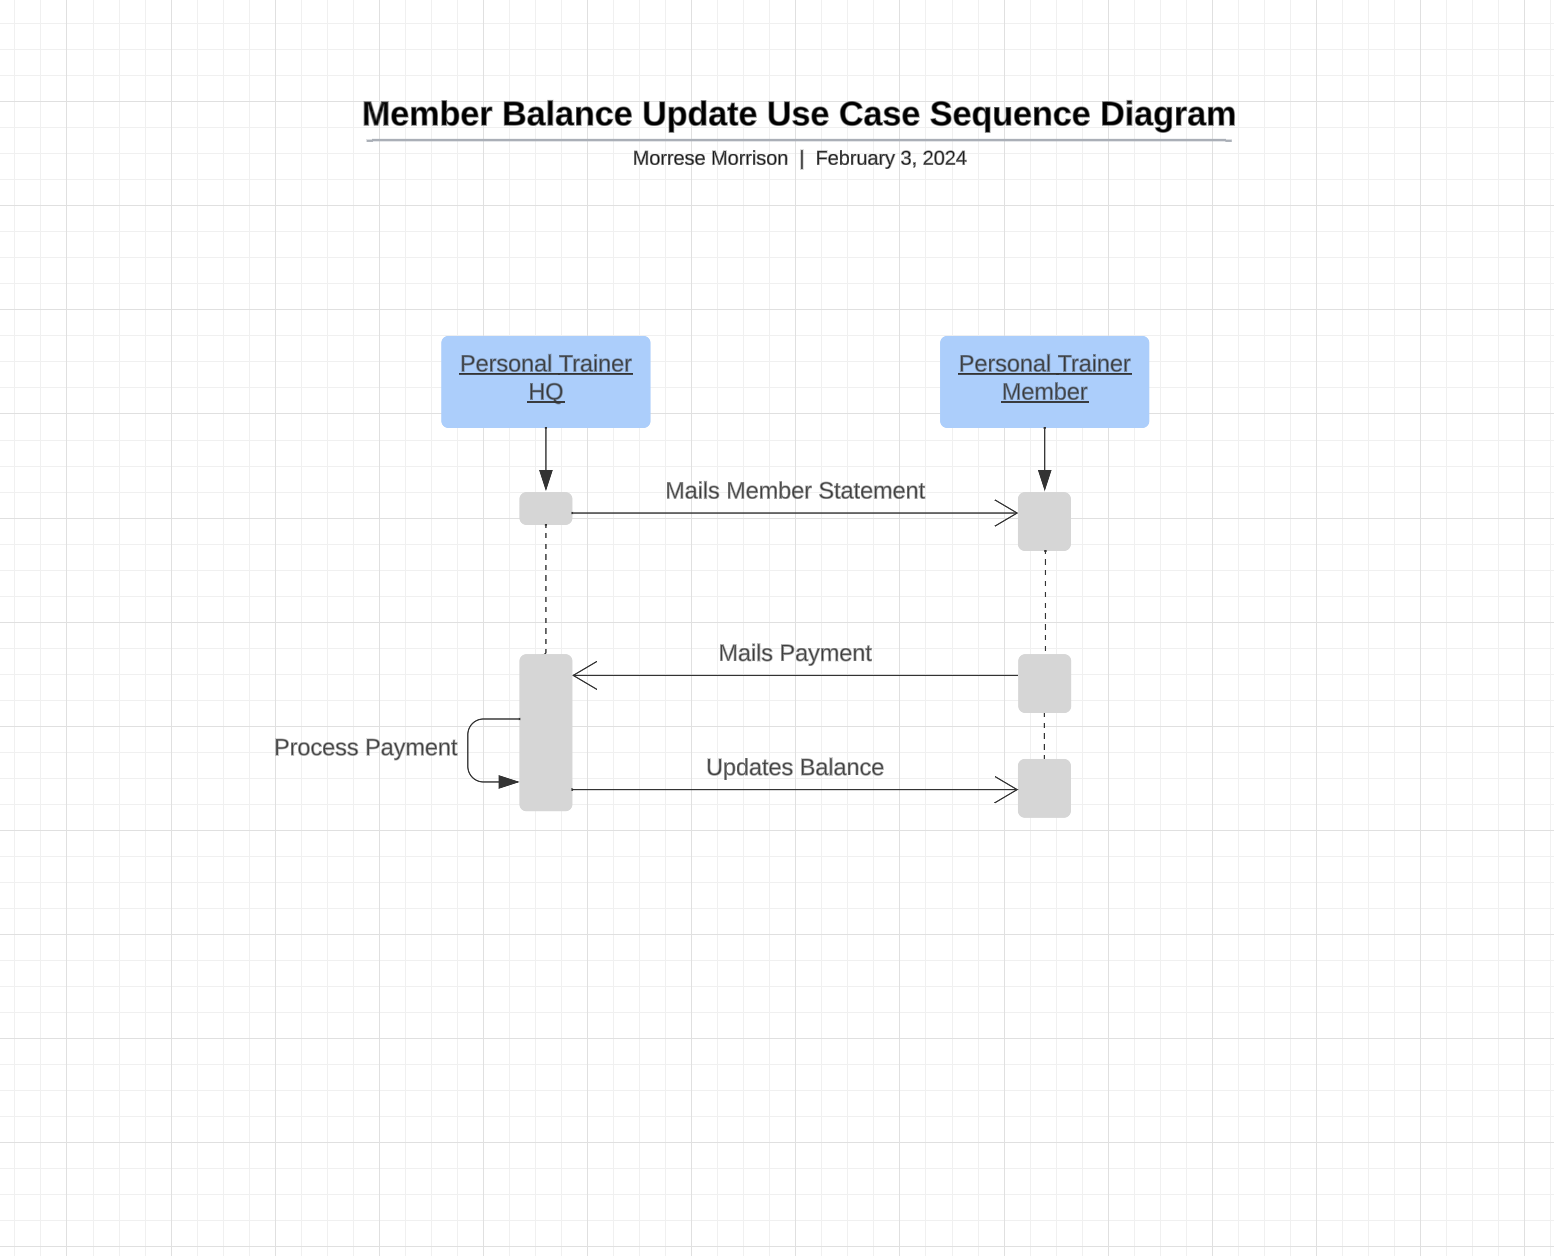 Member Balance Update Use Case Sequence Diagram
Morrese Morrison | February 3, 2024
Personal Trainer
HQ
Personal Trainer
Member
Mails Member Statement
Mails Payment
Process Payment
Updates Balance